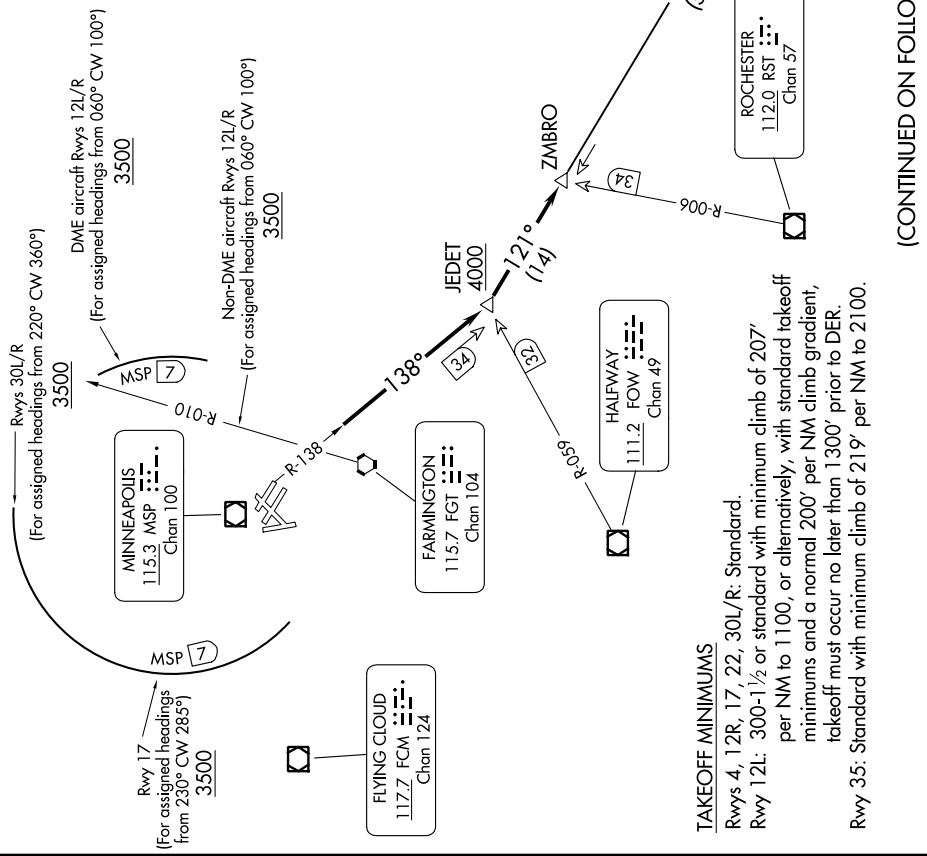 Rwys 30L/R
(For assigned headings from 220° CW 360°)
3500
DME aircraft Rwys 12L/R
(For assigned headings from 060° CW 100°)
3500
Non-DME aircraft Rwys 12L/R
(For assigned headings from 060° CW 100°)
3500
MSP 7
R-010
MINNEAPOLIS
115.3 MSP
Chan 100
R-138
138°
JEDET
4000
34
121°
(14)
ZMBRO
34
R-006
ROCHESTER
112.0 RST
Chan 57
FARMINGTON
115.7 FGT
Chan 104
32
R-059
HALFWAY
111.2 FOW
Chan 49
MSP 7
Rwy 17
(For assigned headings
from 230° CW 285°)
3500
FLYING CLOUD
117.7 FCM
Chan 124
TAKEOFF MINIMUMS
Rwys 4, 12R, 17, 22, 30L/R: Standard.
Rwy 12L: 300-1½ or standard with minimum climb of 207'
per NM to 1100, or alternatively, with standard takeoff
minimums and a normal 200' per NM climb gradient,
takeoff must occur no later than 1300' prior to DER.
Rwy 35: Standard with minimum climb of 219' per NM to 2100.
(CONTINUED ON FOLLO